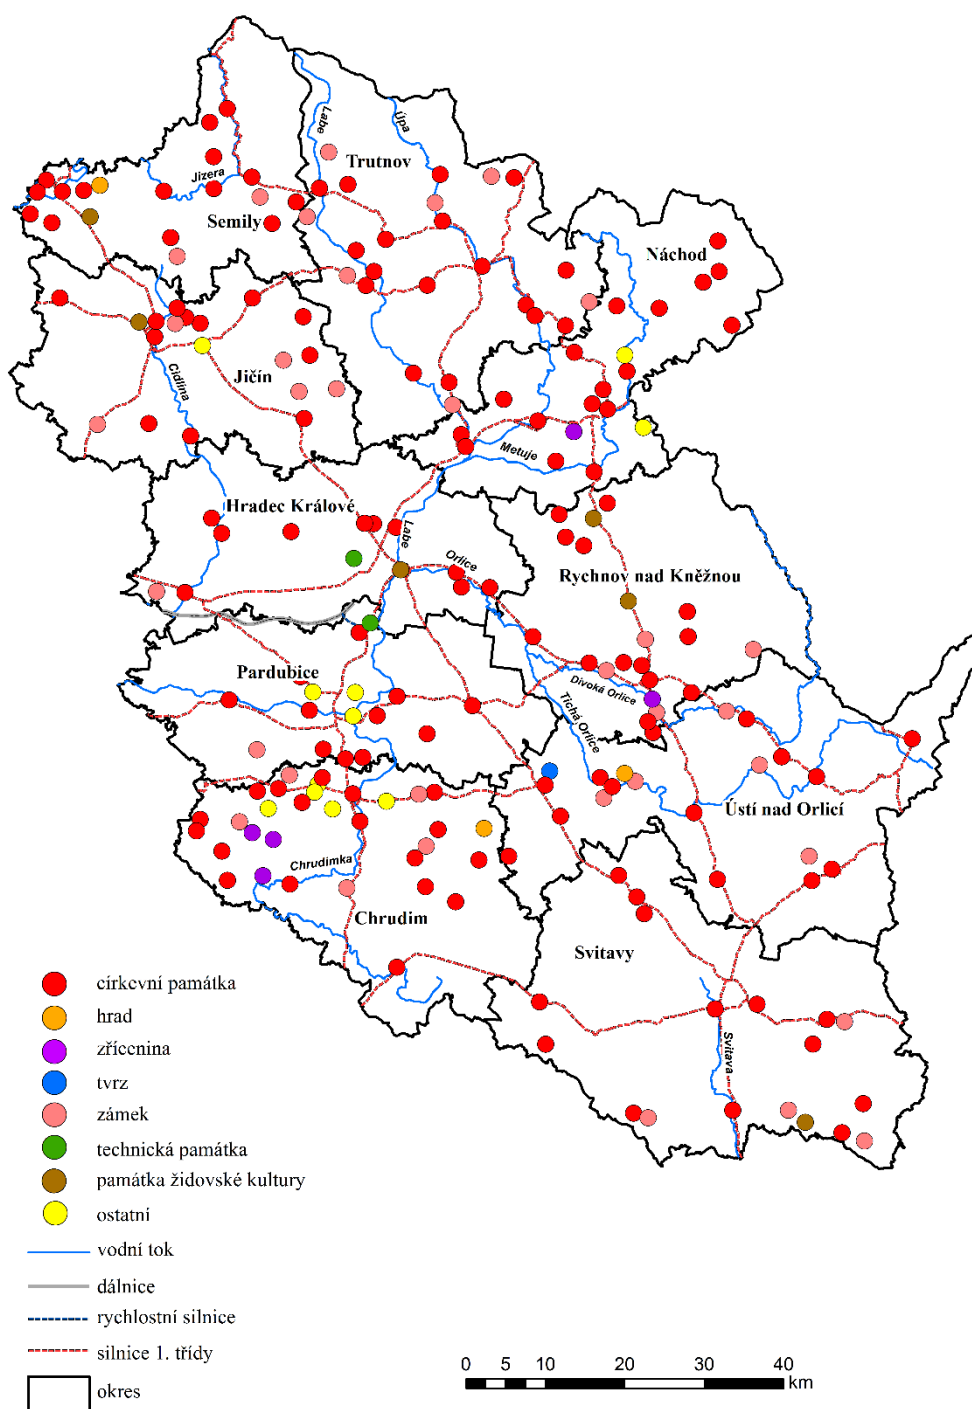 Labe
Úpa
Trutnov
Jizera
Semily
Náchod
Cidlina
Jičín
Metuje
Hradec Králové
Labe
Orlice
Rychnov nad Kněžnou
Pardubice
Divoká Orlice
Tichá Orlice
Ústí nad Orlicí
Chrudimka
Chrudim
Svitavy
Svitava
církevní památka
hrad
zřícenina
tvrz
zámek
technická památka
památka židovské kultury
ostatní
vodní tok
dálnice
rychlostní silnice
silnice 1. třídy
okres
0 5 10 20 30 40
km